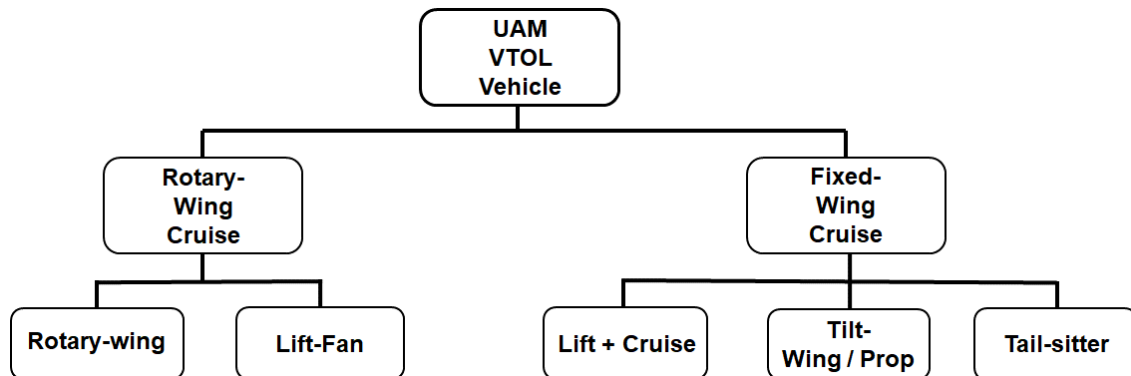 UAM
VTOL
Vehicle
Rotary-
Wing
Cruise
Fixed-
Wing
Cruise
Rotary-wing
Lift-Fan
Lift + Cruise
Tilt-
Wing / Prop
Tail-sitter